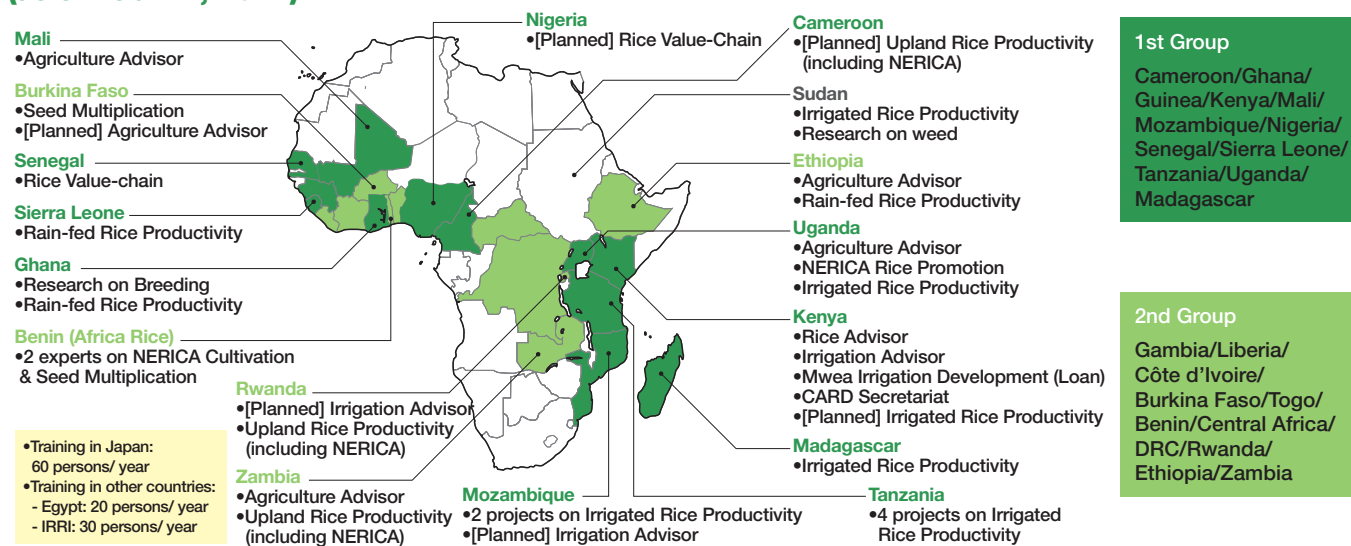 Mali
•Agriculture Advisor
Burkina Faso
•Seed Multiplication
•[Planned] Agriculture Advisor
Senegal
•Rice Value-chain
Sierra Leone
•Rain-fed Rice Productivity
Ghana
•Research on Breeding
•Rain-fed Rice Productivity
Benin (Africa Rice)
•2 experts on NERICA Cultivation
& Seed Multiplication
•Training in Japan:
60 persons/ year
•Training in other countries:
- Egypt: 20 persons/ year
- IRRI: 30 persons/ year
Rwanda
•[Planned] Irrigation Advisor
•Upland Rice Productivity
(including NERICA)
Zambia
•Agriculture Advisor
•Upland Rice Productivity
(including NERICA)
Nigeria
•[Planned] Rice Value-Chain
Mozambique
•2 projects on Irrigated Rice Productivity
•[Planned] Irrigation Advisor
Cameroon
•[Planned] Upland Rice Productivity
(including NERICA)
Sudan
•Irrigated Rice Productivity
•Research on weed
Ethiopia
•Agriculture Advisor
•Rain-fed Rice Productivity
Uganda
•Agriculture Advisor
•NERICA Rice Promotion
•Irrigated Rice Productivity
Kenya
•Rice Advisor
•Irrigation Advisor
•Mwea Irrigation Development (Loan)
•CARD Secretariat
•[Planned] Irrigated Rice Productivity
Madagascar
•Irrigated Rice Productivity
Tanzania
•4 projects on Irrigated
Rice Productivity
1st Group
Cameroon/Ghana/
Guinea/Kenya/Mali/
Mozambique/Nigeria/
Senegal/Sierra Leone/
Tanzania/Uganda/
Madagascar
2nd Group
Gambia/Liberia/
Côte d’Ivoire/
Burkina Faso/Togo/
Benin/Central Africa/
DRC/Rwanda/
Ethiopia/Zambia